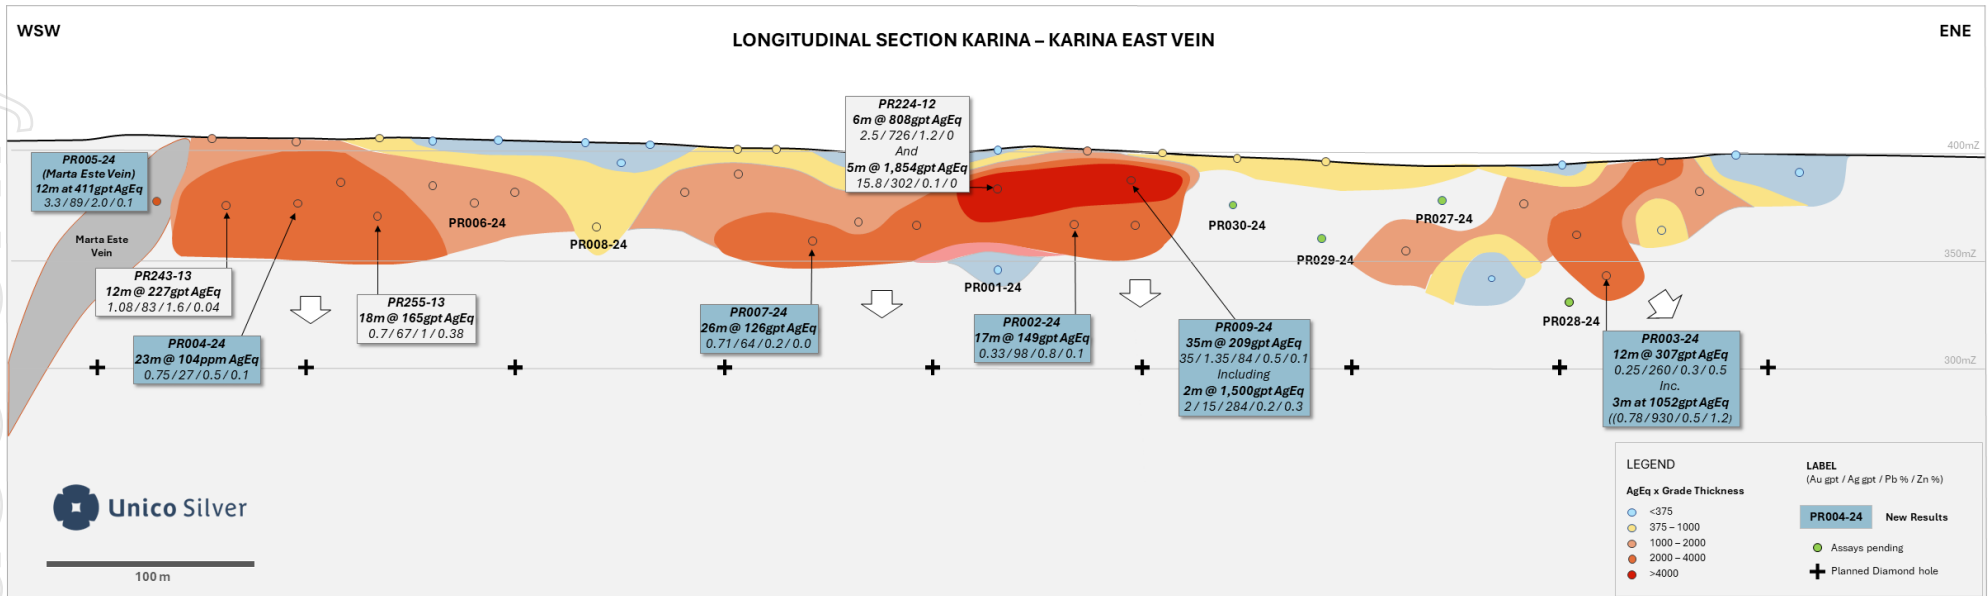 WSW
ENE
LONGITUDINAL SECTION KARINA – KARINA EAST VEIN
PR224-12
6m @ 808gpt AgEq
2.5 / 726 / 1.2 / 0
And
5m @ 1,854gpt AgEq
15.8 / 302 / 0.1 / 0
400mZ
PR005-24
(Marta Este Vein)
12m at 411gpt AgEq
3.3 / 89 / 2.0 / 0.1
Marta Este
Vein
PR006-24
PR008-24
PR030-24
PR027-24
PR029-24
350mZ
PR243-13
12m @ 227gpt AgEq
1.08 / 83 / 1.6 / 0.04
PR255-13
18m @ 165gpt AgEq
0.7 / 67 / 1 / 0.38
PR001-24
PR028-24
PR004-24
23m @ 104ppm AgEq
0.75 / 27 / 0.5 / 0.1
PR007-24
26m @ 126gpt AgEq
0.71 / 64 / 0.2 / 0.0
PR002-24
17m @ 149gpt AgEq
0.33 / 98 / 0.8 / 0.1
PR009-24
35m @ 209gpt AgEq
35 / 1.35 / 84 / 0.5 / 0.1
Including
2m @ 1,500gpt AgEq
2 / 15 / 284 / 0.2 / 0.3
PR003-24
12m @ 307gpt AgEq
0.25 / 260 / 0.3 / 0.5
Inc.
3m at 1052gpt AgEq
((0.78 / 930 / 0.5 / 1.2)
300mZ
Unico Silver
100 m
LEGEND
AgEq x Grade Thickness
<375
375 – 1000
1000 – 2000
2000 – 4000
>4000
LABEL
(Au gpt / Ag gpt / Pb % / Zn %)
PR004-24 New Results
Assays pending
Planned Diamond hole